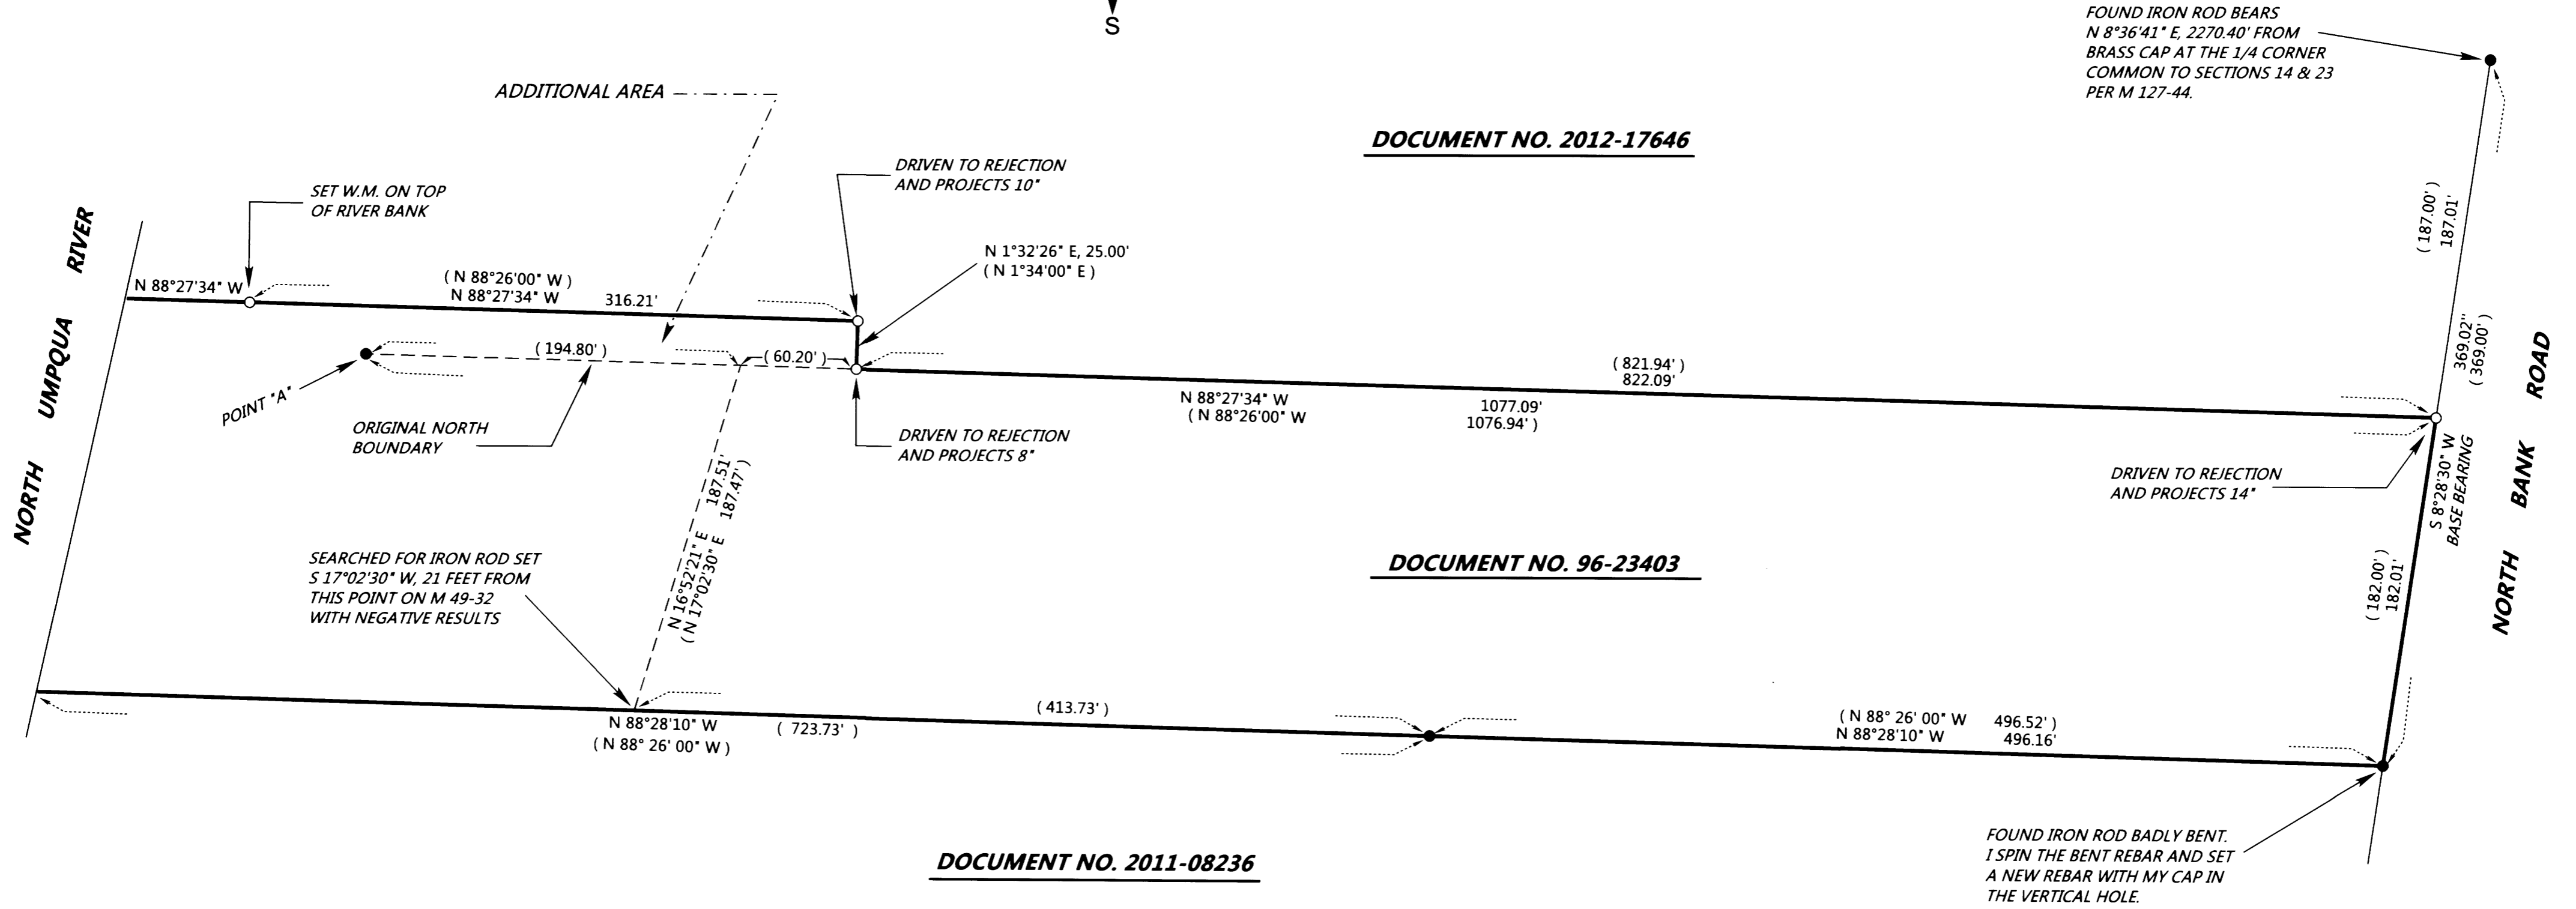 S
FOUND IRON ROD BEARS
N 8°36'41" E, 2270.40' FROM
BRASS CAP AT THE 1/4 CORNER
COMMON TO SECTIONS 14 & 23
PER M 127-44.
ADDITIONAL AREA
DOCUMENT NO. 2012-17646
DRIVEN TO REJECTION
AND PROJECTS 10"
SET W.M. ON TOP
OF RIVER BANK
NORTH UMPQUA RIVER
( 187.00' )
187.01'
N 1°32'26" E, 25.00'
( N 1°34'00" E )
N 88°27'34" W
( N 88°26'00" W )
N 88°27'34" W 316.21'
369.02''
( 369.00' )
NORTH BANK ROAD
( 194.80' )
( 60.20' )
( 821.94' )
822.09'
POINT "A"
N 88°27'34" W 1077.09'
( N 88°26'00" W 1076.94' )
ORIGINAL NORTH
BOUNDARY
DRIVEN TO REJECTION
AND PROJECTS 8"
S 8°28'30" W
BASE BEARING
DRIVEN TO REJECTION
AND PROJECTS 14"
N 16°52'21" E 187.51'
( N 17°02'30" E 187.47' )
SEARCHED FOR IRON ROD SET
S 17°02'30" W, 21 FEET FROM
THIS POINT ON M 49-32
WITH NEGATIVE RESULTS
DOCUMENT NO. 96-23403
( 182.00' )
182.01'
( 413.73' )
N 88°28'10" W
( N 88° 26' 00" W )
( 723.73' )
( N 88° 26' 00" W 496.52' )
N 88°28'10" W 496.16'
DOCUMENT NO. 2011-08236
FOUND IRON ROD BADLY BENT.
I SPIN THE BENT REBAR AND SET
A NEW REBAR WITH MY CAP IN
THE VERTICAL HOLE.